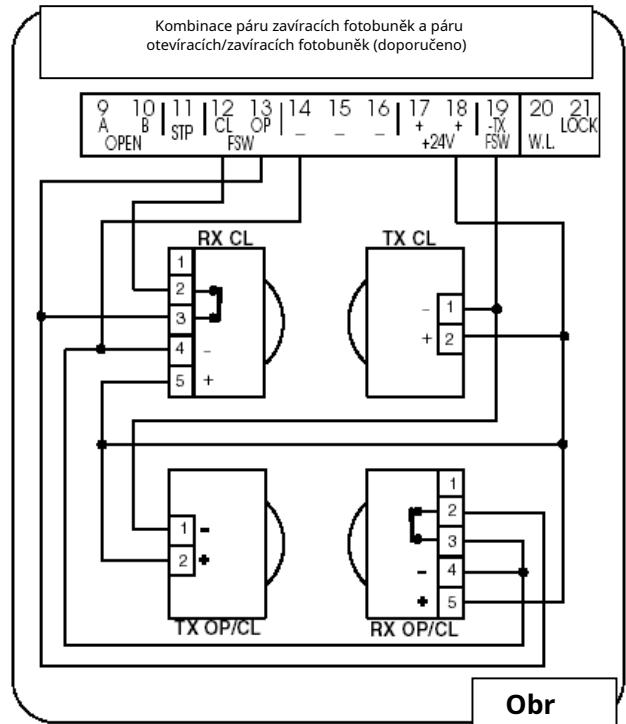 Kombinace páru zavíracích fotobuněk a páru
otevíracích/zavíracích fotobuněk (doporučeno)
9 10 11 12 13 14 15 16 17 18 19 20 21
A B STP CL OP _ _ _ + + -TX W.L. LOCK
OPEN FSW +24V FSW
RX CL TX CL
1
2
3
4 -
5 +
- 1
+ 2
1 -
2 +
1
2
3
- 4
+ 5
TX OP/CL RX OP/CL
Obr